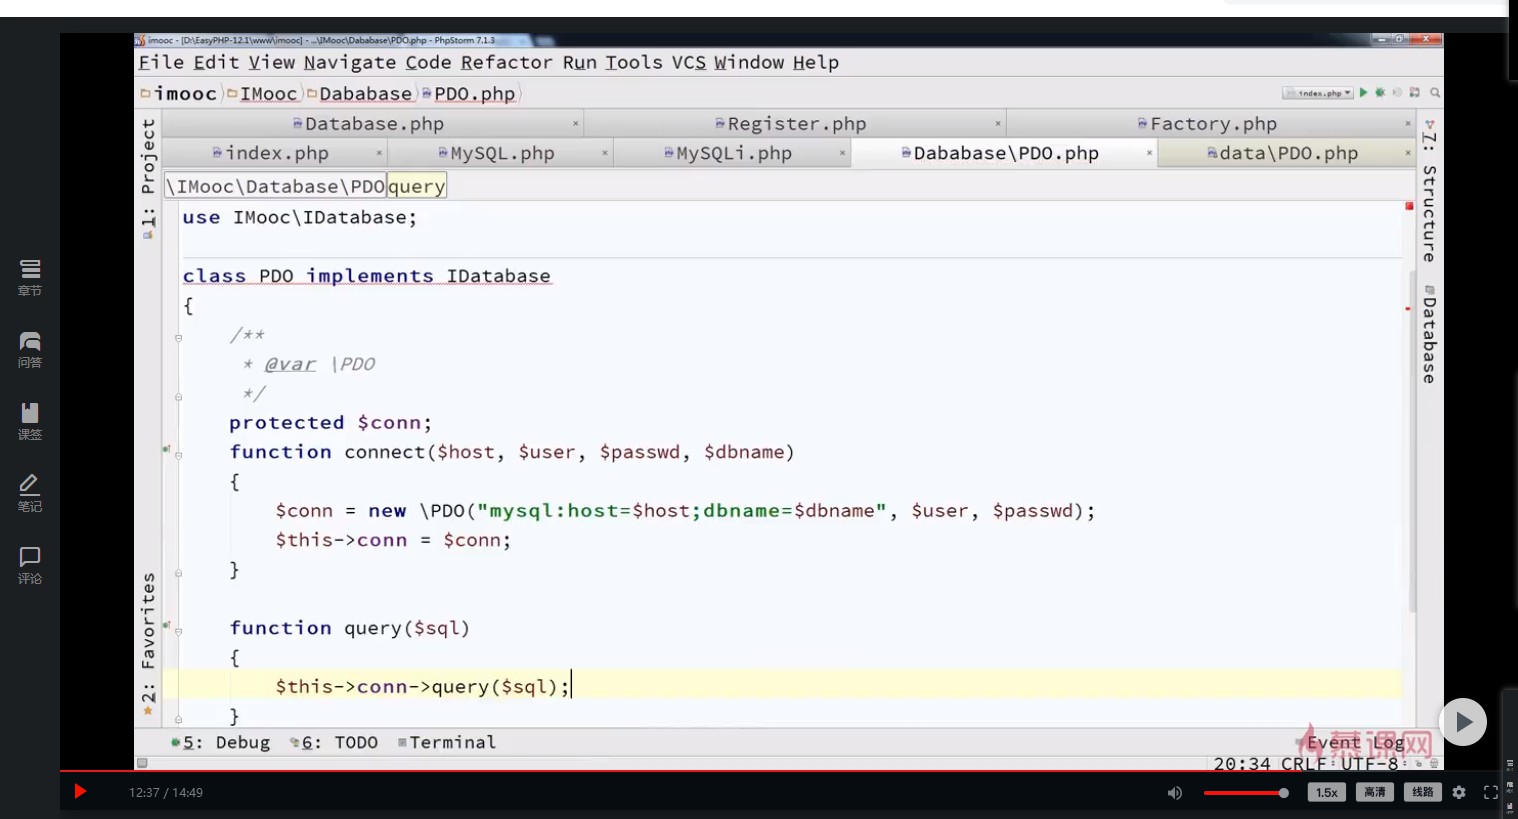 imooc - [D:\EasyPHP-12.1\www\imooc] - ...\IMooc\Dababase\PDO.php - PhpStorm 7.1.3
File Edit View Navigate Code Refactor Run Tools VCS Window Help
imooc IMooc Dababase PDO.php index.php
Database.php Register.php Factory.php
index.php MySQL.php MySQLi.php Dababase\PDO.php data\PDO.php
\IMooc\Database\PDO query
1: Project
Z: Structure
Database
2: Favorites
use IMooc\IDatabase;
class PDO implements IDatabase
{
/**
* @var \PDO
*/
protected $conn;
function connect($host, $user, $passwd, $dbname)
{
$conn = new \PDO("mysql:host=$host;dbname=$dbname", $user, $passwd);
$this->conn = $conn;
}
function query($sql)
{
$this->conn->query($sql);
}
5: Debug 6: TODO Terminal Event Log
慕课网
20:34 CRLF UTF-8
章节
问答
课签
笔记
评论
12:37 / 14:49 1.5x 高清 线路